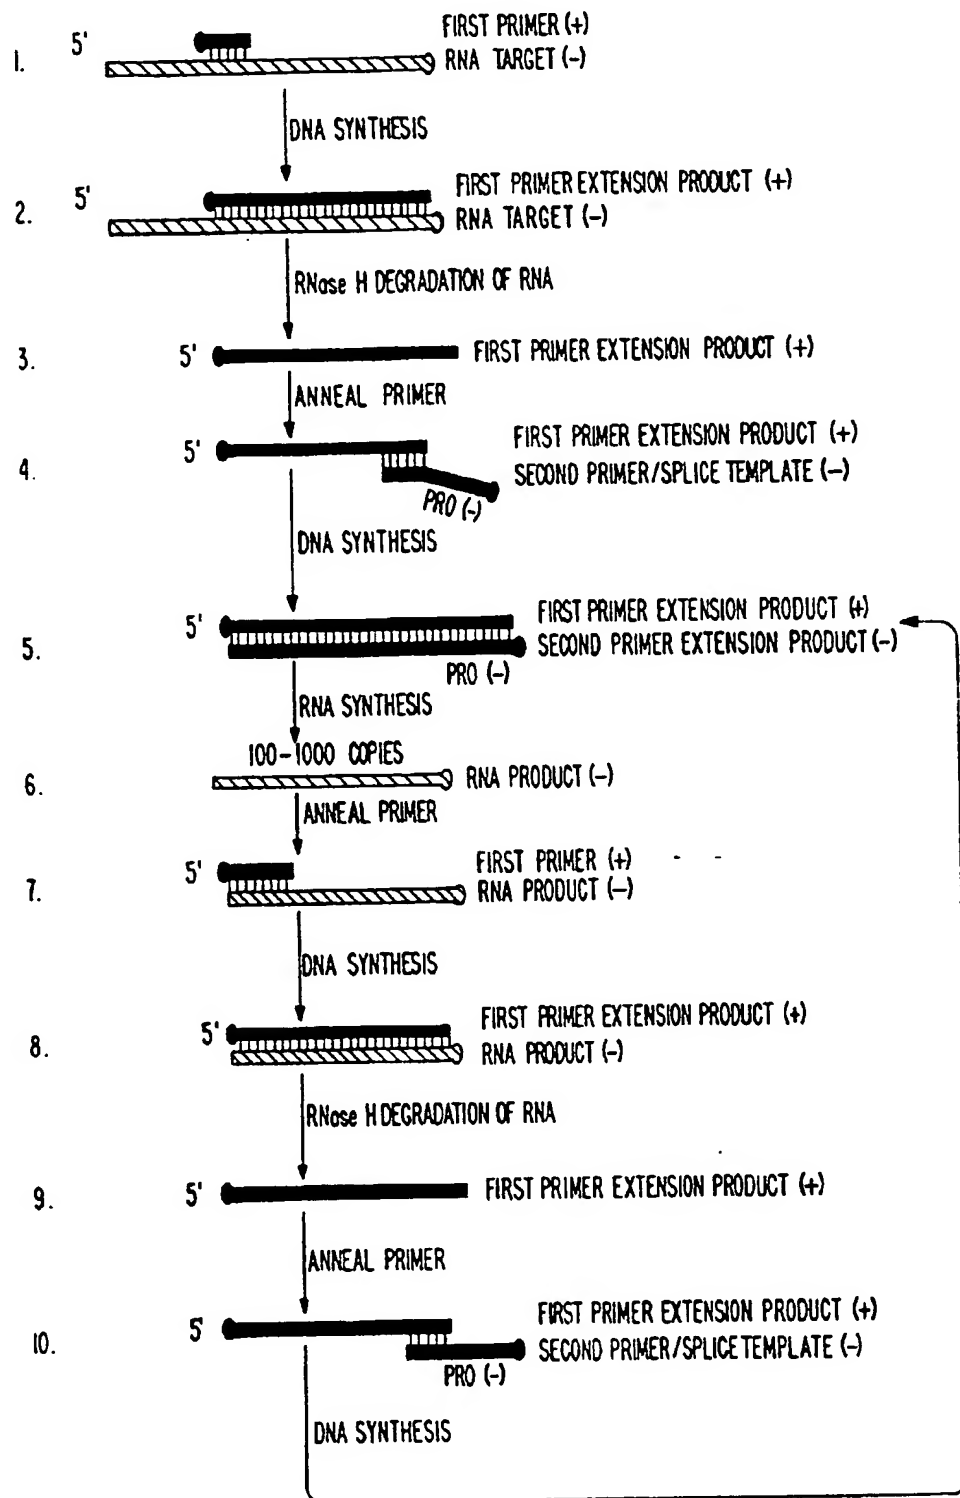 FIRST PRIMER (+)
1. 5' RNA TARGET (–)
DNA SYNTHESIS
FIRST PRIMER EXTENSION PRODUCT (+)
2. 5' RNA TARGET (–)
RNase H DEGRADATION OF RNA
3. 5' FIRST PRIMER EXTENSION PRODUCT (+)
ANNEAL PRIMER
5' FIRST PRIMER EXTENSION PRODUCT (+)
4. SECOND PRIMER/SPLICE TEMPLATE (–)
PRO (–)
DNA SYNTHESIS
5' FIRST PRIMER EXTENSION PRODUCT (+)
5. SECOND PRIMER EXTENSION PRODUCT (–)
PRO (–)
RNA SYNTHESIS
100–1000 COPIES
6. RNA PRODUCT (–)
ANNEAL PRIMER
5' FIRST PRIMER (+)
7. RNA PRODUCT (–)
DNA SYNTHESIS
5' FIRST PRIMER EXTENSION PRODUCT (+)
8. RNA PRODUCT (–)
RNase H DEGRADATION OF RNA
9. 5' FIRST PRIMER EXTENSION PRODUCT (+)
ANNEAL PRIMER
5' FIRST PRIMER EXTENSION PRODUCT (+)
10. SECOND PRIMER/SPLICE TEMPLATE (–)
PRO (–)
DNA SYNTHESIS